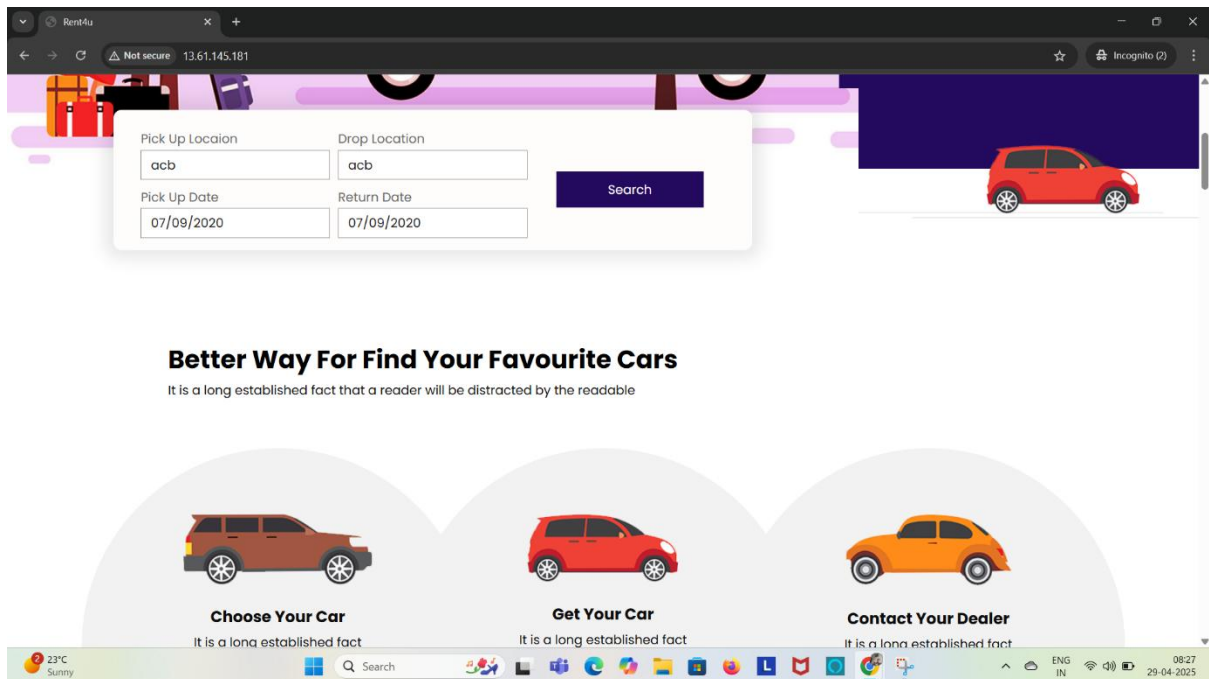 Rent4u
Not secure 13.61.145.181
Incognito (2)
Pick Up Locaion Drop Location
acb acb
Search
Pick Up Date Return Date
07/09/2020 07/09/2020
Better Way For Find Your Favourite Cars
It is a long established fact that a reader will be distracted by the readable
Choose Your Car
It is a long established fact
Get Your Car
It is a long established fact
Contact Your Dealer
It is a long established fact
2
23°C
Sunny
Search
L
ENG
IN
08:27
29-04-2025